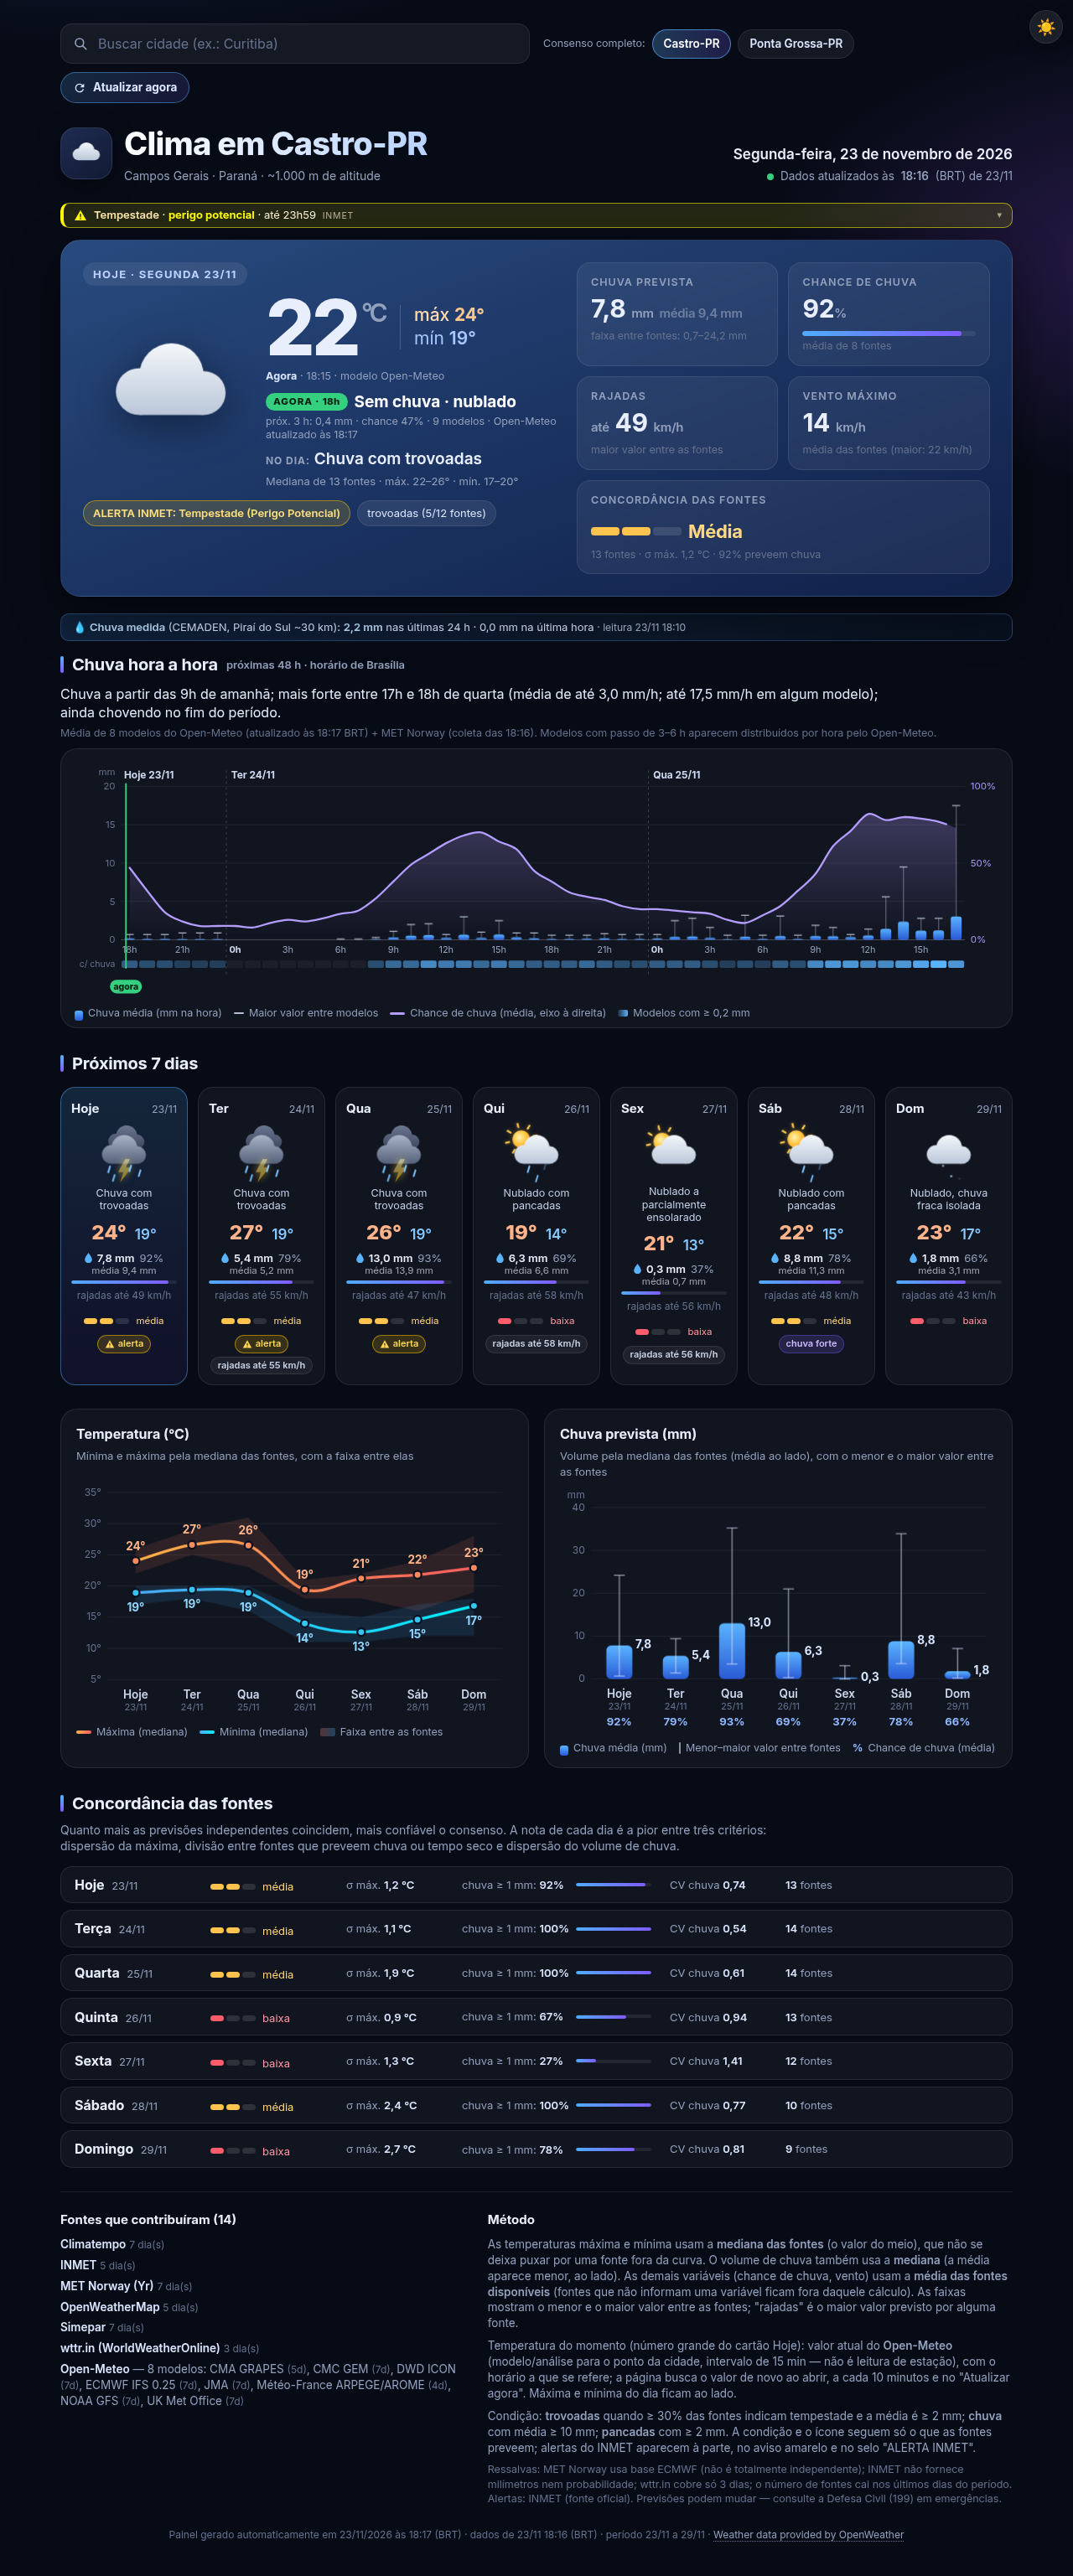 Buscar cidade (ex.: Curitiba)
Consenso completo: Castro-PR Ponta Grossa-PR
Atualizar agora
Clima em Castro-PR
Campos Gerais · Paraná · ~1.000 m de altitude
Segunda-feira, 23 de novembro de 2026
Dados atualizados às 18:16 (BRT) de 23/11
Tempestade · perigo potencial · até 23h59 INMET
HOJE · SEGUNDA 23/11
22°C
máx 24°
mín 19°
Agora · 18:15 · modelo Open-Meteo
AGORA · 18h Sem chuva · nublado
próx. 3 h: 0,4 mm · chance 47% · 9 modelos · Open-Meteo
atualizado às 18:17
NO DIA: Chuva com trovoadas
Mediana de 13 fontes · máx. 22–26° · mín. 17–20°
ALERTA INMET: Tempestade (Perigo Potencial) trovoadas (5/12 fontes)
CHUVA PREVISTA
7,8 mm média 9,4 mm
faixa entre fontes: 0,7–24,2 mm
CHANCE DE CHUVA
92%
média de 8 fontes
RAJADAS
até 49 km/h
maior valor entre as fontes
VENTO MÁXIMO
14 km/h
média das fontes (maior: 22 km/h)
CONCORDÂNCIA DAS FONTES
Média
13 fontes · σ máx. 1,2 °C · 92% preveem chuva
Chuva medida (CEMADEN, Piraí do Sul ~30 km): 2,2 mm nas últimas 24 h · 0,0 mm na última hora · leitura 23/11 18:10
Chuva hora a hora próximas 48 h · horário de Brasília
Chuva a partir das 9h de amanhã; mais forte entre 17h e 18h de quarta (média de até 3,0 mm/h; até 17,5 mm/h em algum modelo);
ainda chovendo no fim do período.
Média de 8 modelos do Open-Meteo (atualizado às 18:17 BRT) + MET Norway (coleta das 18:16). Modelos com passo de 3–6 h aparecem distribuídos por hora pelo Open-Meteo.
mm Hoje 23/11 Ter 24/11 Qua 25/11
20 100%
15
10 50%
5
0 0%
18h 21h 0h 3h 6h 9h 12h 15h 18h 21h 0h 3h 6h 9h 12h 15h
c/ chuva
agora
Chuva média (mm na hora) Maior valor entre modelos Chance de chuva (média, eixo à direita) Modelos com ≥ 0,2 mm
Próximos 7 dias
Hoje 23/11
Chuva com
trovoadas
24° 19°
7,8 mm 92%
média 9,4 mm
rajadas até 49 km/h
média
alerta
Ter 24/11
Chuva com
trovoadas
27° 19°
5,4 mm 79%
média 5,2 mm
rajadas até 55 km/h
média
alerta
rajadas até 55 km/h
Qua 25/11
Chuva com
trovoadas
26° 19°
13,0 mm 93%
média 13,9 mm
rajadas até 47 km/h
média
alerta
Qui 26/11
Nublado com
pancadas
19° 14°
6,3 mm 69%
média 6,6 mm
rajadas até 58 km/h
baixa
rajadas até 58 km/h
Sex 27/11
Nublado a
parcialmente
ensolarado
21° 13°
0,3 mm 37%
média 0,7 mm
rajadas até 56 km/h
baixa
rajadas até 56 km/h
Sáb 28/11
Nublado com
pancadas
22° 15°
8,8 mm 78%
média 11,3 mm
rajadas até 48 km/h
média
chuva forte
Dom 29/11
Nublado, chuva
fraca isolada
23° 17°
1,8 mm 66%
média 3,1 mm
rajadas até 43 km/h
baixa
Temperatura (°C)
Mínima e máxima pela mediana das fontes, com a faixa entre elas
35°
30°
25°
20°
15°
10°
5°
24° 27° 26° 19° 21° 22° 23°
19° 19° 19° 14° 13° 15° 17°
Hoje Ter Qua Qui Sex Sáb Dom
23/11 24/11 25/11 26/11 27/11 28/11 29/11
Máxima (mediana) Mínima (mediana) Faixa entre as fontes
Chuva prevista (mm)
Volume pela mediana das fontes (média ao lado), com o menor e o maior valor entre
as fontes
mm
40
30
20
10
0
7,8 5,4 13,0 6,3 0,3 8,8 1,8
Hoje Ter Qua Qui Sex Sáb Dom
23/11 24/11 25/11 26/11 27/11 28/11 29/11
92% 79% 93% 69% 37% 78% 66%
Chuva média (mm) Menor–maior valor entre fontes % Chance de chuva (média)
Concordância das fontes
Quanto mais as previsões independentes coincidem, mais confiável o consenso. A nota de cada dia é a pior entre três critérios:
dispersão da máxima, divisão entre fontes que preveem chuva ou tempo seco e dispersão do volume de chuva.
Hoje 23/11 média σ máx. 1,2 °C chuva ≥ 1 mm: 92% CV chuva 0,74 13 fontes
Terça 24/11 média σ máx. 1,1 °C chuva ≥ 1 mm: 100% CV chuva 0,54 14 fontes
Quarta 25/11 média σ máx. 1,9 °C chuva ≥ 1 mm: 100% CV chuva 0,61 14 fontes
Quinta 26/11 baixa σ máx. 0,9 °C chuva ≥ 1 mm: 67% CV chuva 0,94 13 fontes
Sexta 27/11 baixa σ máx. 1,3 °C chuva ≥ 1 mm: 27% CV chuva 1,41 12 fontes
Sábado 28/11 média σ máx. 2,4 °C chuva ≥ 1 mm: 100% CV chuva 0,77 10 fontes
Domingo 29/11 baixa σ máx. 2,7 °C chuva ≥ 1 mm: 78% CV chuva 0,81 9 fontes
Fontes que contribuíram (14)
Climatempo 7 dia(s)
INMET 5 dia(s)
MET Norway (Yr) 7 dia(s)
OpenWeatherMap 5 dia(s)
Simepar 7 dia(s)
wttr.in (WorldWeatherOnline) 3 dia(s)
Open-Meteo — 8 modelos: CMA GRAPES (5d), CMC GEM (7d), DWD ICON
(7d), ECMWF IFS 0.25 (7d), JMA (7d), Météo-France ARPEGE/AROME (4d),
NOAA GFS (7d), UK Met Office (7d)
Método
As temperaturas máxima e mínima usam a mediana das fontes (o valor do meio), que não se
deixa puxar por uma fonte fora da curva. O volume de chuva também usa a mediana (a média
aparece menor, ao lado). As demais variáveis (chance de chuva, vento) usam a média das fontes
disponíveis (fontes que não informam uma variável ficam fora daquele cálculo). As faixas
mostram o menor e o maior valor entre as fontes; "rajadas" é o maior valor previsto por alguma
fonte.
Temperatura do momento (número grande do cartão Hoje): valor atual do Open-Meteo
(modelo/análise para o ponto da cidade, intervalo de 15 min — não é leitura de estação), com o
horário a que se refere; a página busca o valor de novo ao abrir, a cada 10 minutos e no "Atualizar
agora". Máxima e mínima do dia ficam ao lado.
Condição: trovoadas quando ≥ 30% das fontes indicam tempestade e a média é ≥ 2 mm; chuva
com média ≥ 10 mm; pancadas com ≥ 2 mm. A condição e o ícone seguem só o que as fontes
preveem; alertas do INMET aparecem à parte, no aviso amarelo e no selo "ALERTA INMET".
Ressalvas: MET Norway usa base ECMWF (não é totalmente independente); INMET não fornece
milímetros nem probabilidade; wttr.in cobre só 3 dias; o número de fontes cai nos últimos dias do período.
Alertas: INMET (fonte oficial). Previsões podem mudar — consulte a Defesa Civil (199) em emergências.
Painel gerado automaticamente em 23/11/2026 às 18:17 (BRT) · dados de 23/11 18:16 (BRT) · período 23/11 a 29/11 · Weather data provided by OpenWeather